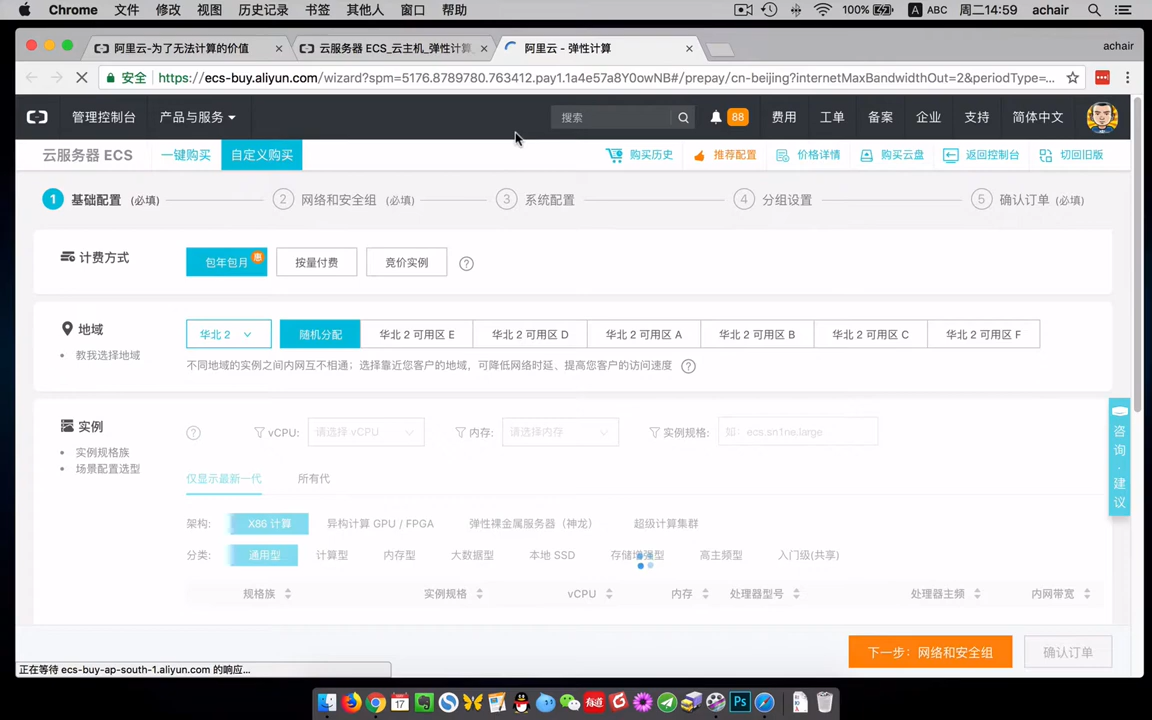 Chrome 文件 修改 视图 历史记录 书签 其他人 窗口 帮助 100% A ABC 周二14:59 achair
阿里云-为了无法计算的价值 × 云服务器 ECS_云主机_弹性计算 × 阿里云 - 弹性计算 × achair
安全 https://ecs-buy.aliyun.com/wizard?spm=5176.8789780.763412.pay1.1a4e57a8Y0owNB#/prepay/cn-beijing?internetMaxBandwidthOut=2&periodType=...
管理控制台 产品与服务 搜索 88 费用 工单 备案 企业 支持 简体中文
云服务器 ECS 一键购买 自定义购买 购买历史 推荐配置 价格详情 购买云盘 返回控制台 切回旧版
1 基础配置 (必填) 2 网络和安全组 (必填) 3 系统配置 4 分组设置 5 确认订单 (必填)
计费方式 包年包月 惠 按量付费 竞价实例 ?
地域 华北 2 随机分配 华北 2 可用区 E 华北 2 可用区 D 华北 2 可用区 A 华北 2 可用区 B 华北 2 可用区 C 华北 2 可用区 F
• 教我选择地域 不同地域的实例之间内网互不相通；选择靠近您客户的地域，可降低网络时延、提高您客户的访问速度 ?
实例 ? vCPU: 请选择 vCPU 内存: 请选择内存 实例规格: 如：ecs.sn1ne.large
• 实例规格族
• 场景配置选型
仅显示最新一代 所有代
架构: X86 计算 异构计算 GPU / FPGA 弹性裸金属服务器（神龙） 超级计算集群
分类: 通用型 计算型 内存型 大数据型 本地 SSD 存储增强型 高主频型 入门级(共享)
规格族 实例规格 vCPU 内存 处理器型号 处理器主频 内网带宽
咨询·建议
下一步：网络和安全组 确认订单
正在等待 ecs-buy-ap-south-1.aliyun.com 的响应...
17 有道 Ps